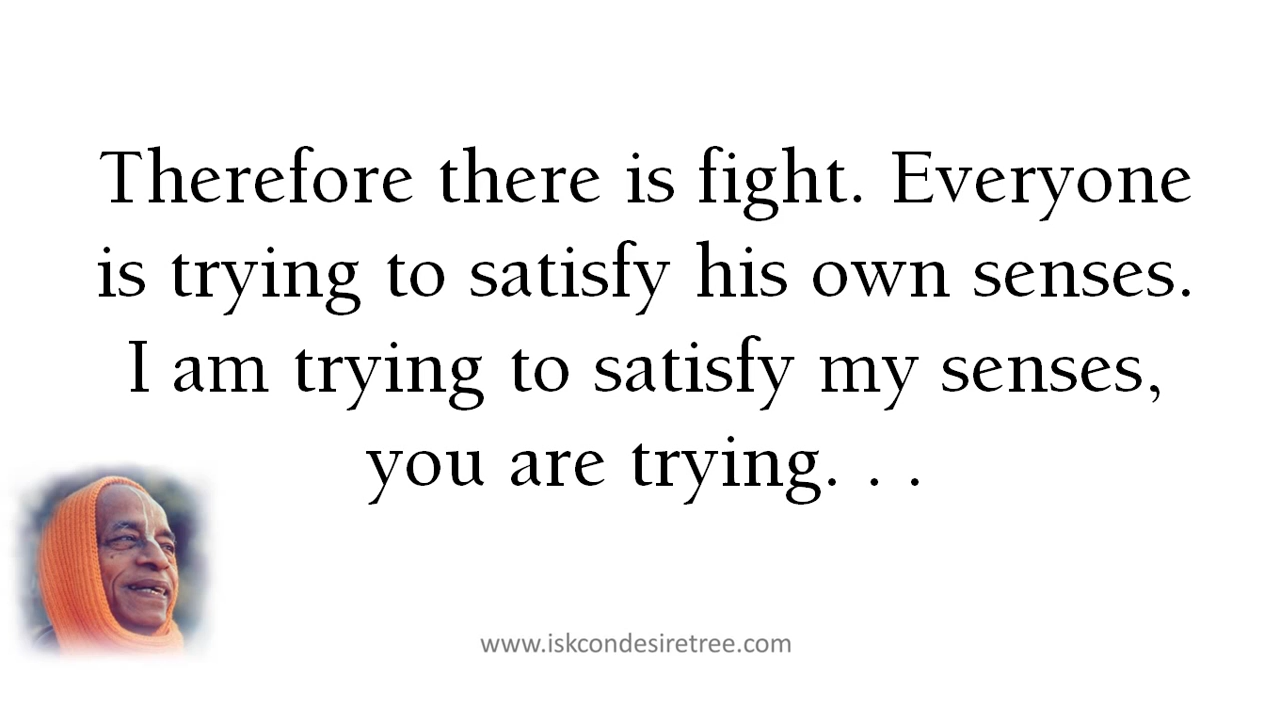 Therefore there is fight. Everyone
is trying to satisfy his own senses.
I am trying to satisfy my senses,
you are trying. . .
www.iskcondesiretree.com